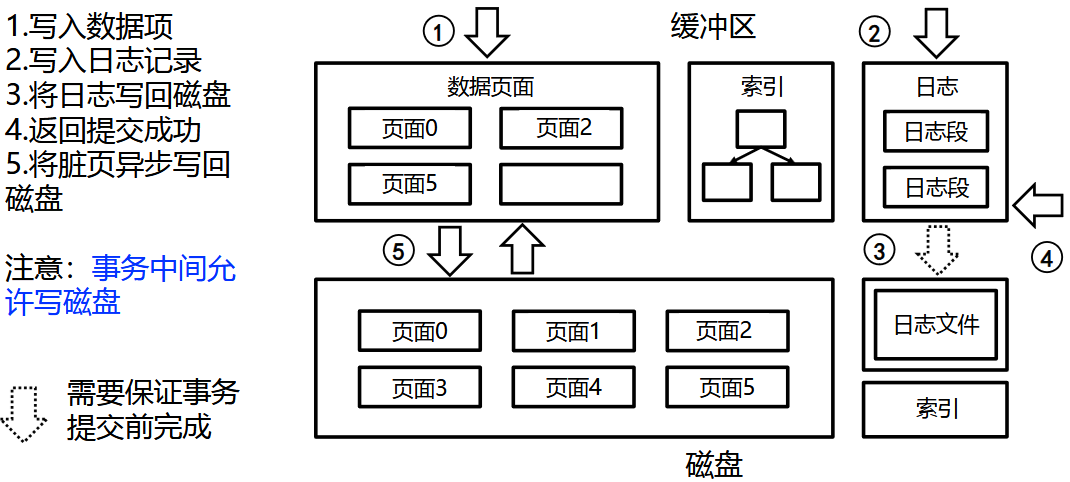 1.写入数据项
2.写入日志记录
3.将日志写回磁盘
4.返回提交成功
5.将脏页异步写回
磁盘
注意：事务中间允
许写磁盘
需要保证事务
提交前完成
①
缓冲区
②
数据页面
页面0
页面2
页面5
索引
日志
日志段
日志段
⑤
③
④
页面0
页面1
页面2
页面3
页面4
页面5
日志文件
索引
磁盘